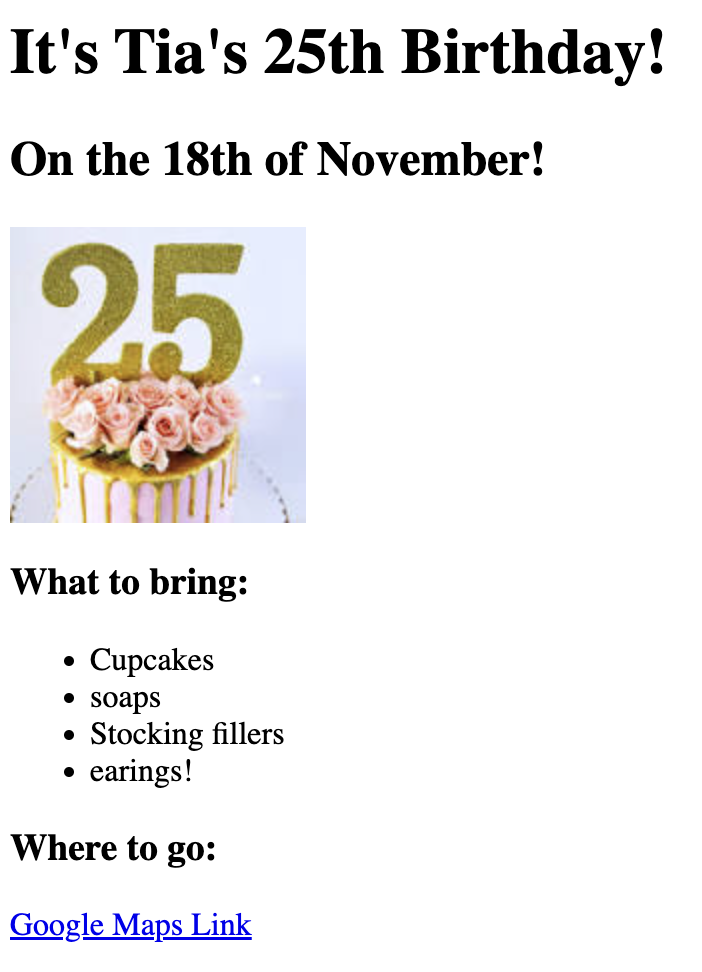 It's Tia's 25th Birthday!
On the 18th of November!
25
What to bring:
• Cupcakes
• soaps
• Stocking fillers
• earings!
Where to go:
Google Maps Link